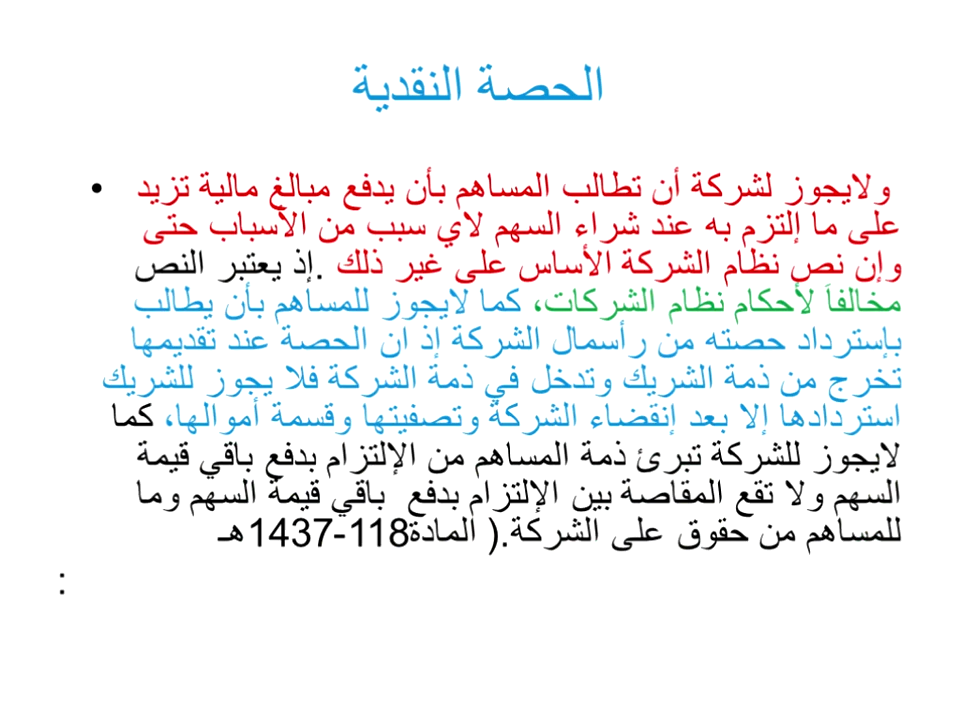 الحصة النقدية
• ولايجوز لشركة أن تطالب المساهم بأن يدفع مبالغ مالية تزيد
على ما إلتزم به عند شراء السهم لاي سبب من الأسباب حتى
وإن نص نظام الشركة الأساس على غير ذلك .إذ يعتبر النص
مخالفاَ لأحكام نظام الشركات، كما لايجوز للمساهم بأن يطالب
بإسترداد حصته من رأسمال الشركة إذ ان الحصة عند تقديمها
تخرج من ذمة الشريك وتدخل في ذمة الشركة فلا يجوز للشريك
استردادها إلا بعد إنقضاء الشركة وتصفيتها وقسمة أموالها، كما
لايجوز للشركة تبرئ ذمة المساهم من الإلتزام بدفع باقي قيمة
السهم ولا تقع المقاصة بين الإلتزام بدفع باقي قيمة السهم وما
للمساهم من حقوق على الشركة.( المادة118-1437هـ
: